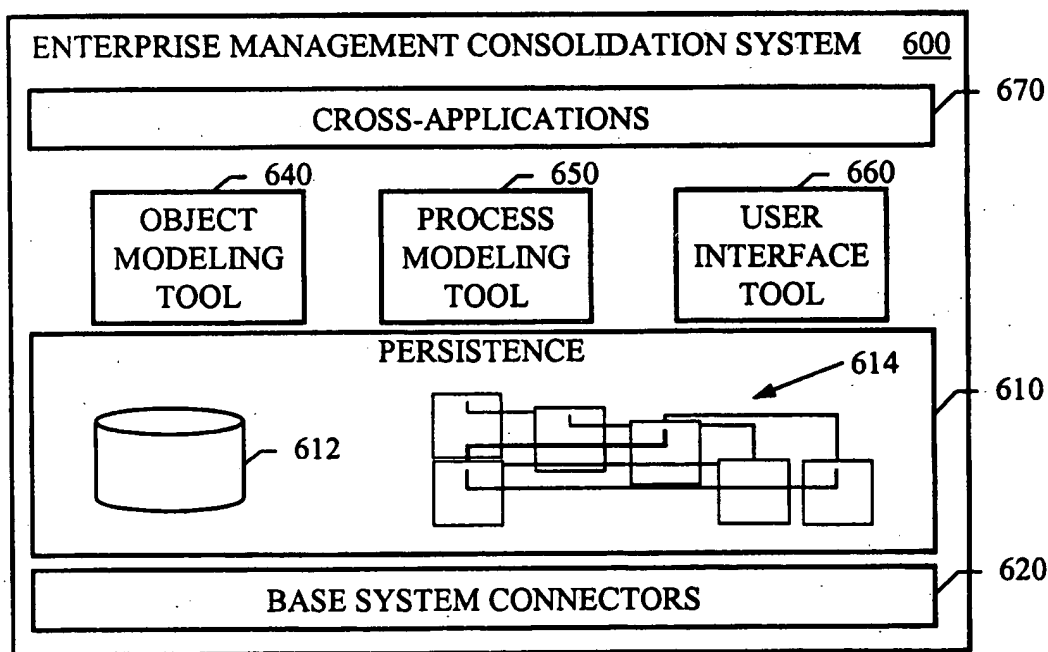 ENTERPRISE MANAGEMENT CONSOLIDATION SYSTEM 600
670
CROSS-APPLICATIONS
640
650
660
OBJECT
MODELING
TOOL
PROCESS
MODELING
TOOL
USER
INTERFACE
TOOL
PERSISTENCE
614
610
612
620
BASE SYSTEM CONNECTORS